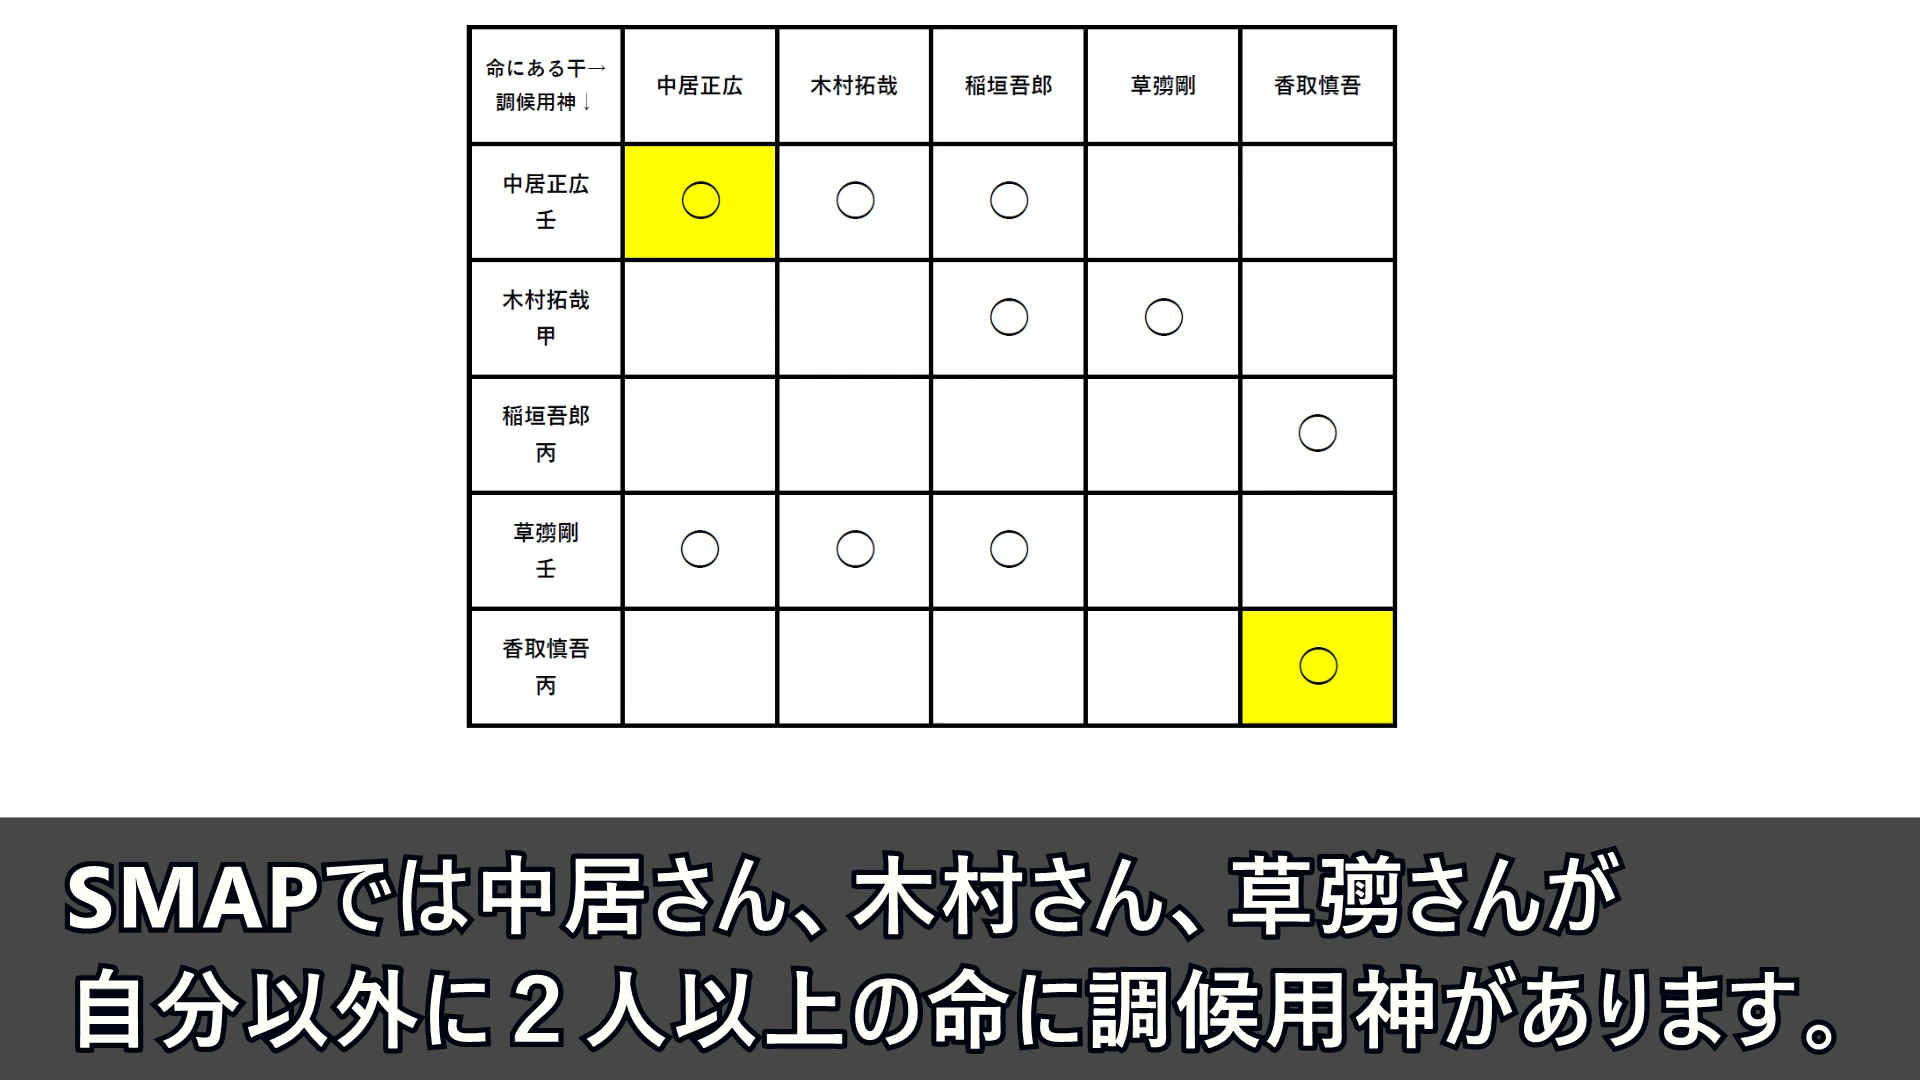 命にある干→
調候用神↓
中居正広
木村拓哉
稲垣吾郎
草彅剛
香取慎吾
中居正広
壬
〇
〇
〇
木村拓哉
甲
〇
〇
稲垣吾郎
丙
〇
草彅剛
壬
〇
〇
〇
香取慎吾
丙
〇
SMAPでは中居さん、木村さん、草彅さんが
自分以外に２人以上の命に調候用神があります。